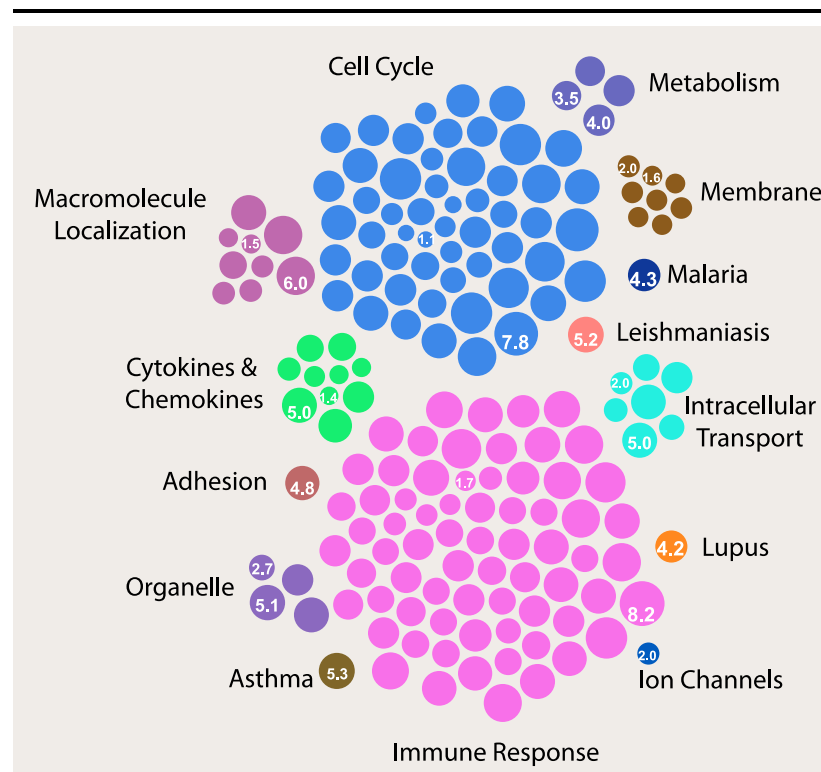 Cell Cycle
Metabolism
3.5
4.0
2.0
1.6
Membrane
Macromolecule
Localization
1.5
6.0
1.1
4.3
Malaria
7.8
5.2
Leishmaniasis
Cytokines &
Chemokines
5.0
1.4
2.0
5.0
Intracellular
Transport
Adhesion
4.8
1.7
4.2
Lupus
Organelle
2.7
5.1
8.2
Asthma
5.3
2.0
Ion Channels
Immune Response